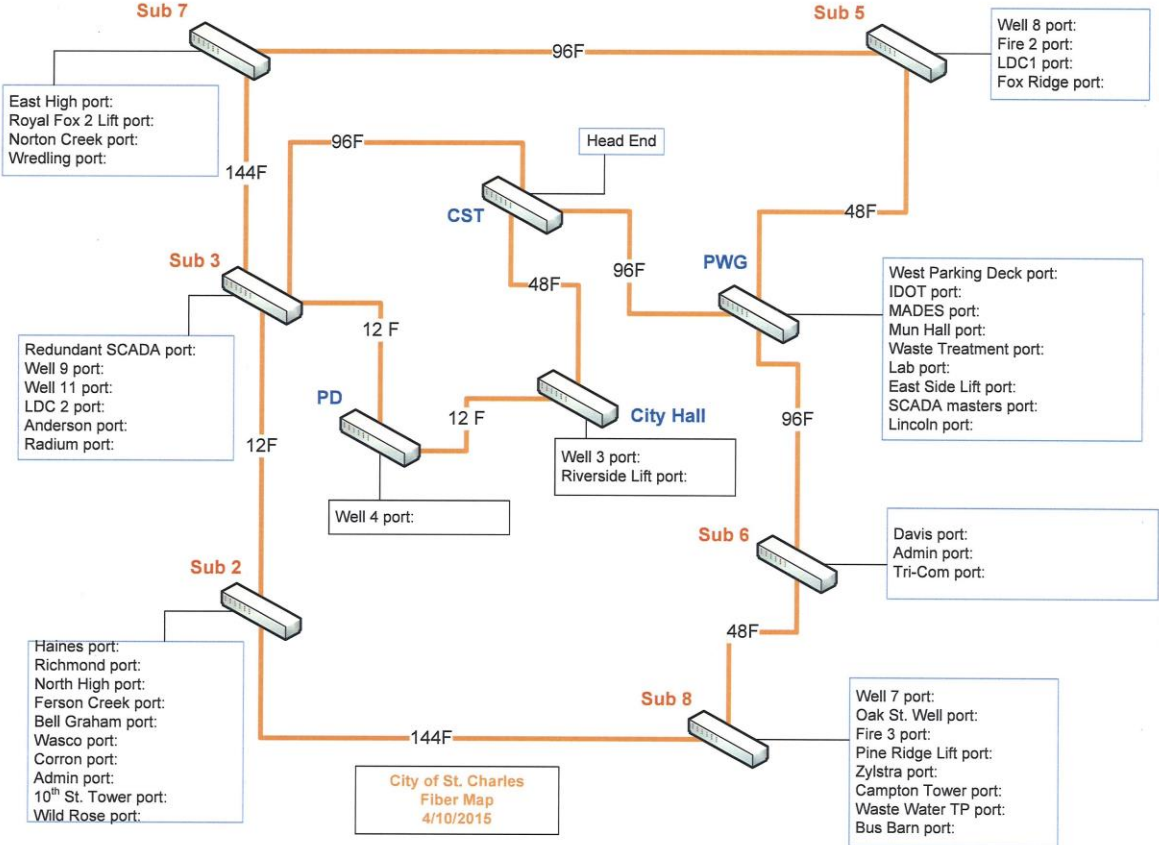 Sub 7
Sub 5
Well 8 port:
Fire 2 port:
LDC1 port:
Fox Ridge port:
96F
East High port:
Royal Fox 2 Lift port:
Norton Creek port:
Wredling port:
96F
Head End
144F
CST
48F
Sub 3
96F
PWG
48F
West Parking Deck port:
IDOT port:
MADES port:
Mun Hall port:
Waste Treatment port:
Lab port:
East Side Lift port:
SCADA masters port:
Lincoln port:
12 F
Redundant SCADA port:
Well 9 port:
Well 11 port:
LDC 2 port:
Anderson port:
Radium port:
PD
12 F
City Hall
96F
12F
Well 3 port:
Riverside Lift port:
Well 4 port:
Sub 6
Davis port:
Admin port:
Tri-Com port:
Sub 2
48F
Haines port:
Richmond port:
North High port:
Ferson Creek port:
Bell Graham port:
Wasco port:
Corron port:
Admin port:
10th St. Tower port:
Wild Rose port:
Sub 8
Well 7 port:
Oak St. Well port:
Fire 3 port:
Pine Ridge Lift port:
Zylstra port:
Campton Tower port:
Waste Water TP port:
Bus Barn port:
144F
City of St. Charles
Fiber Map
4/10/2015